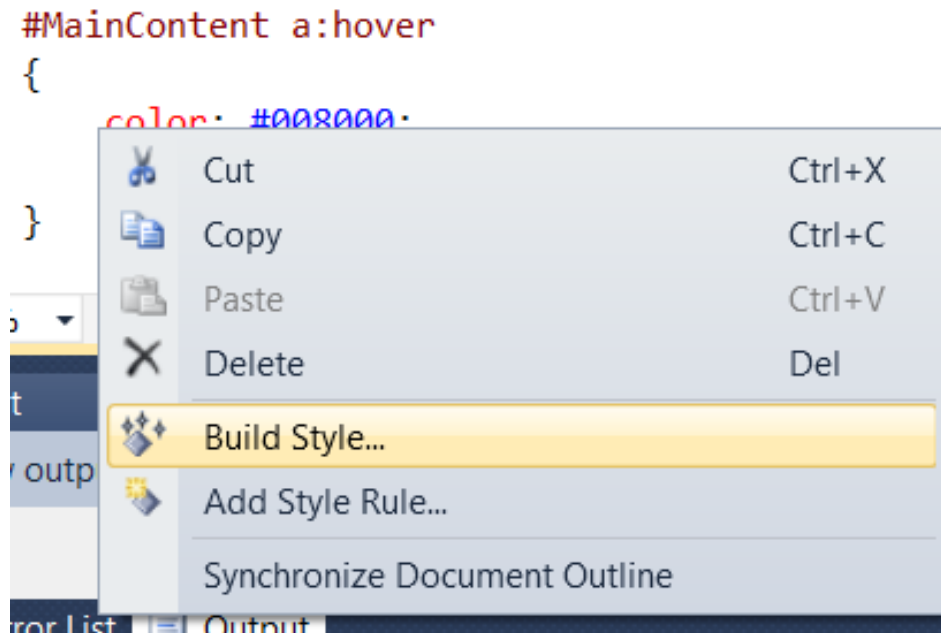 #MainContent a:hover
{
color: #008000;
}
Cut Ctrl+X
Copy Ctrl+C
Paste Ctrl+V
Delete Del
Build Style...
Add Style Rule...
Synchronize Document Outline
Output